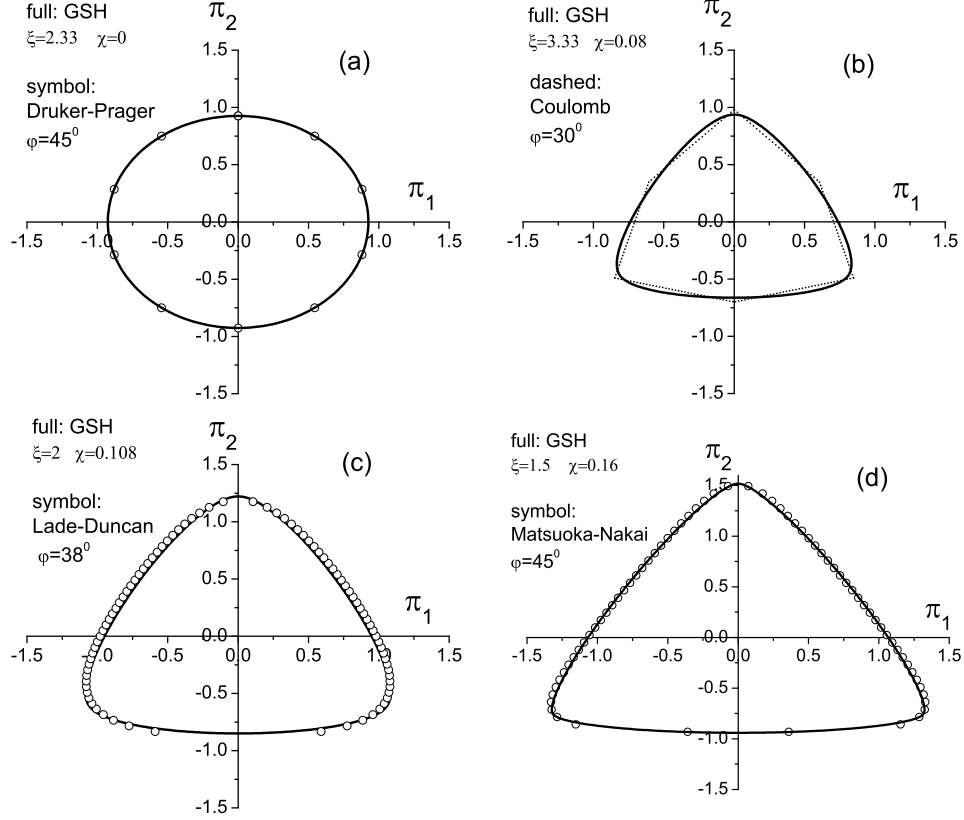 full: GSH
ξ=2.33 χ=0
symbol:
Druker-Prager
φ=45⁰
π₂
(a)
1.5
1.0
0.5
0.0
-0.5
-1.0
-1.5
-1.5 -1.0 -0.5 0.0 0.5 1.0 1.5
π₁
full: GSH
ξ=3.33 χ=0.08
dashed:
Coulomb
φ=30⁰
π₂
(b)
1.5
1.0
0.5
0.0
-0.5
-1.0
-1.5
-1.5 -1.0 -0.5 0.0 0.5 1.0 1.5
π₁
full: GSH
ξ=2 χ=0.108
symbol:
Lade-Duncan
φ=38⁰
π₂
(c)
1.5
1.0
0.5
0.0
-0.5
-1.0
-1.5
-1.5 -1.0 -0.5 0.0 0.5 1.0 1.5
π₁
full: GSH
ξ=1.5 χ=0.16
symbol:
Matsuoka-Nakai
φ=45⁰
π₂
(d)
1.5
1.0
0.5
0.0
-0.5
-1.0
-1.5
-1.5 -1.0 -0.5 0.0 0.5 1.0 1.5
π₁